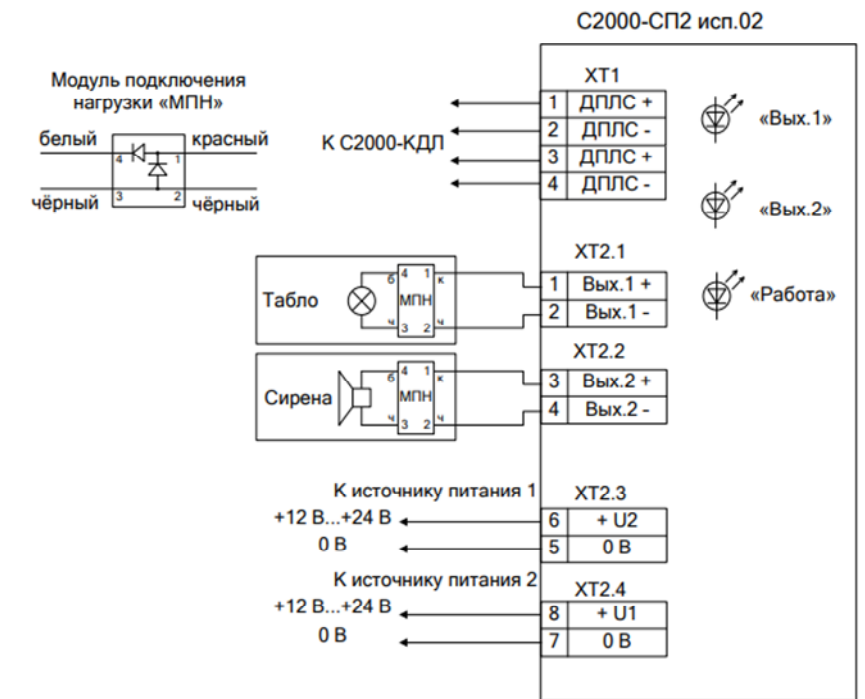 С2000-СП2 исп.02
Модуль подключения
нагрузки «МПН»
белый
красный
4
1
3
2
чёрный
чёрный
К С2000-КДЛ
XT1
1 ДПЛС +
2 ДПЛС -
3 ДПЛС +
4 ДПЛС -
«Вых.1»
«Вых.2»
«Работа»
XT2.1
1 Вых.1 +
2 Вых.1 -
Табло
б 4 1 к
МПН
ч 3 2 ч
XT2.2
3 Вых.2 +
4 Вых.2 -
Сирена
б 4 1 к
МПН
ч 3 2 ч
К источнику питания 1
XT2.3
+12 В...+24 В
6 + U2
0 В
5 0 В
К источнику питания 2
XT2.4
+12 В...+24 В
8 + U1
0 В
7 0 В